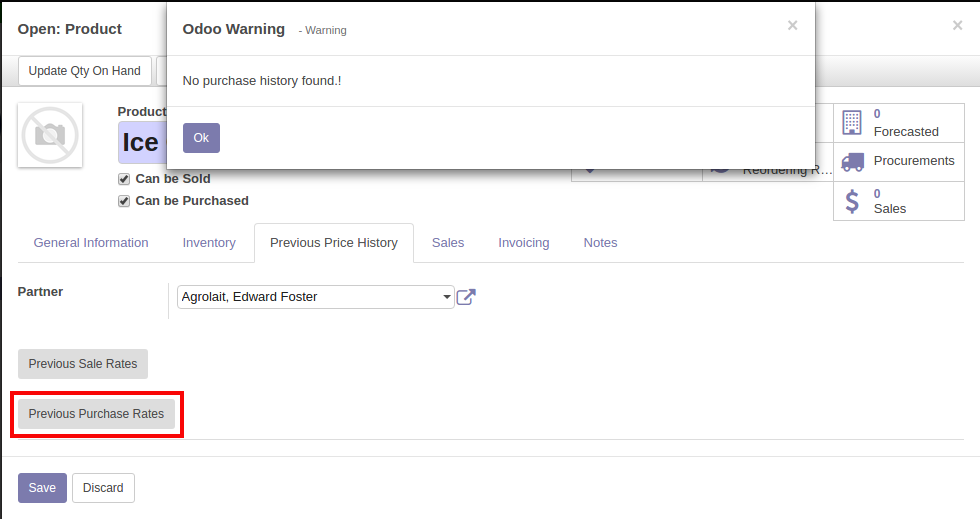 Open: Product
Odoo Warning - Warning
×
×
Update Qty On Hand
No purchase history found.!
Ok
Product
Ice
Can be Sold
Can be Purchased
0
Forecasted
Procurements
Reordering R...
0
Sales
General Information Inventory Previous Price History Sales Invoicing Notes
Partner
Agrolait, Edward Foster
Previous Sale Rates
Previous Purchase Rates
Save Discard